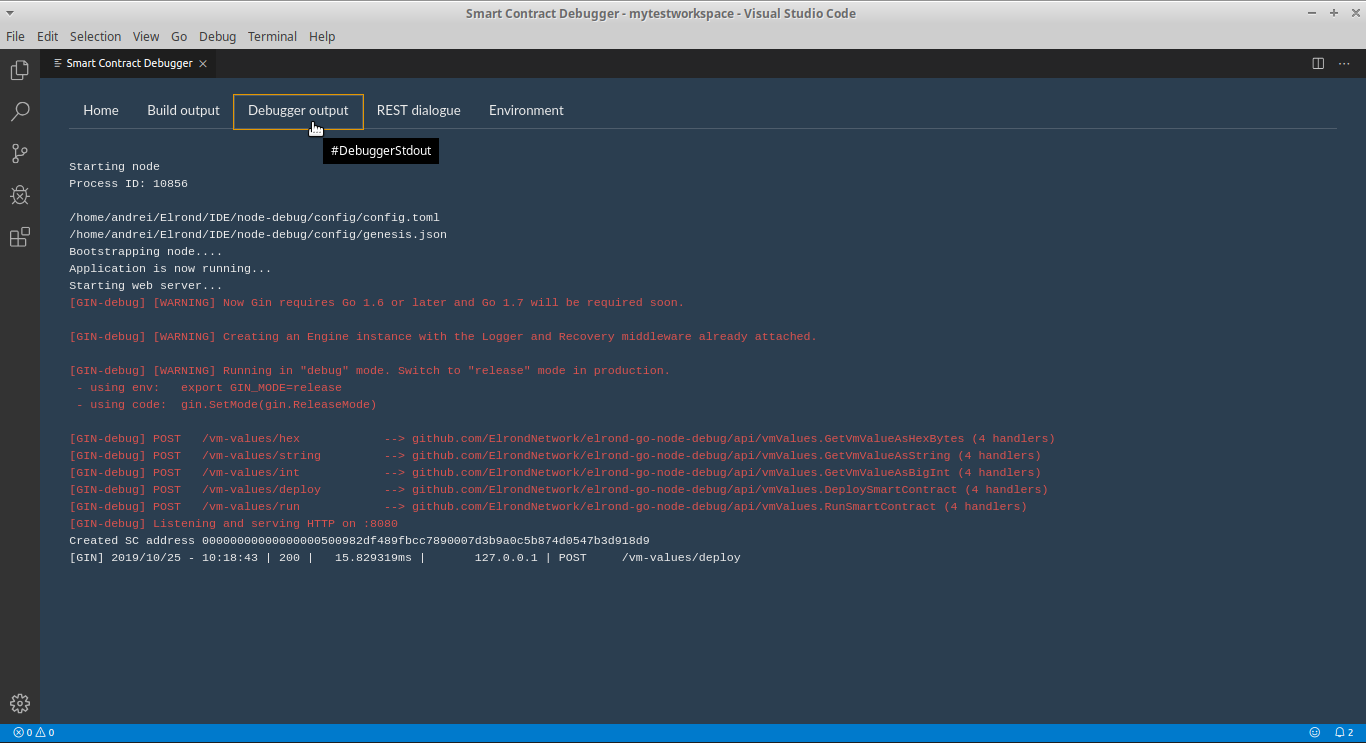 Smart Contract Debugger - mytestworkspace - Visual Studio Code
File Edit Selection View Go Debug Terminal Help
Smart Contract Debugger
Home Build output Debugger output REST dialogue Environment
#DebuggerStdout
Starting node
Process ID: 10856
/home/andrei/Elrond/IDE/node-debug/config/config.toml
/home/andrei/Elrond/IDE/node-debug/config/genesis.json
Bootstrapping node....
Application is now running...
Starting web server...
[GIN-debug] [WARNING] Now Gin requires Go 1.6 or later and Go 1.7 will be required soon.
[GIN-debug] [WARNING] Creating an Engine instance with the Logger and Recovery middleware already attached.
[GIN-debug] [WARNING] Running in "debug" mode. Switch to "release" mode in production.
- using env: export GIN_MODE=release
- using code: gin.SetMode(gin.ReleaseMode)
[GIN-debug] POST /vm-values/hex --> github.com/ElrondNetwork/elrond-go-node-debug/api/vmValues.GetVmValueAsHexBytes (4 handlers)
[GIN-debug] POST /vm-values/string --> github.com/ElrondNetwork/elrond-go-node-debug/api/vmValues.GetVmValueAsString (4 handlers)
[GIN-debug] POST /vm-values/int --> github.com/ElrondNetwork/elrond-go-node-debug/api/vmValues.GetVmValueAsBigInt (4 handlers)
[GIN-debug] POST /vm-values/deploy --> github.com/ElrondNetwork/elrond-go-node-debug/api/vmValues.DeploySmartContract (4 handlers)
[GIN-debug] POST /vm-values/run --> github.com/ElrondNetwork/elrond-go-node-debug/api/vmValues.RunSmartContract (4 handlers)
[GIN-debug] Listening and serving HTTP on :8080
Created SC address 00000000000000000500982df489fbcc7890007d3b9a0c5b874d0547b3d918d9
[GIN] 2019/10/25 - 10:18:43 | 200 | 15.829319ms | 127.0.0.1 | POST /vm-values/deploy
0 0 2